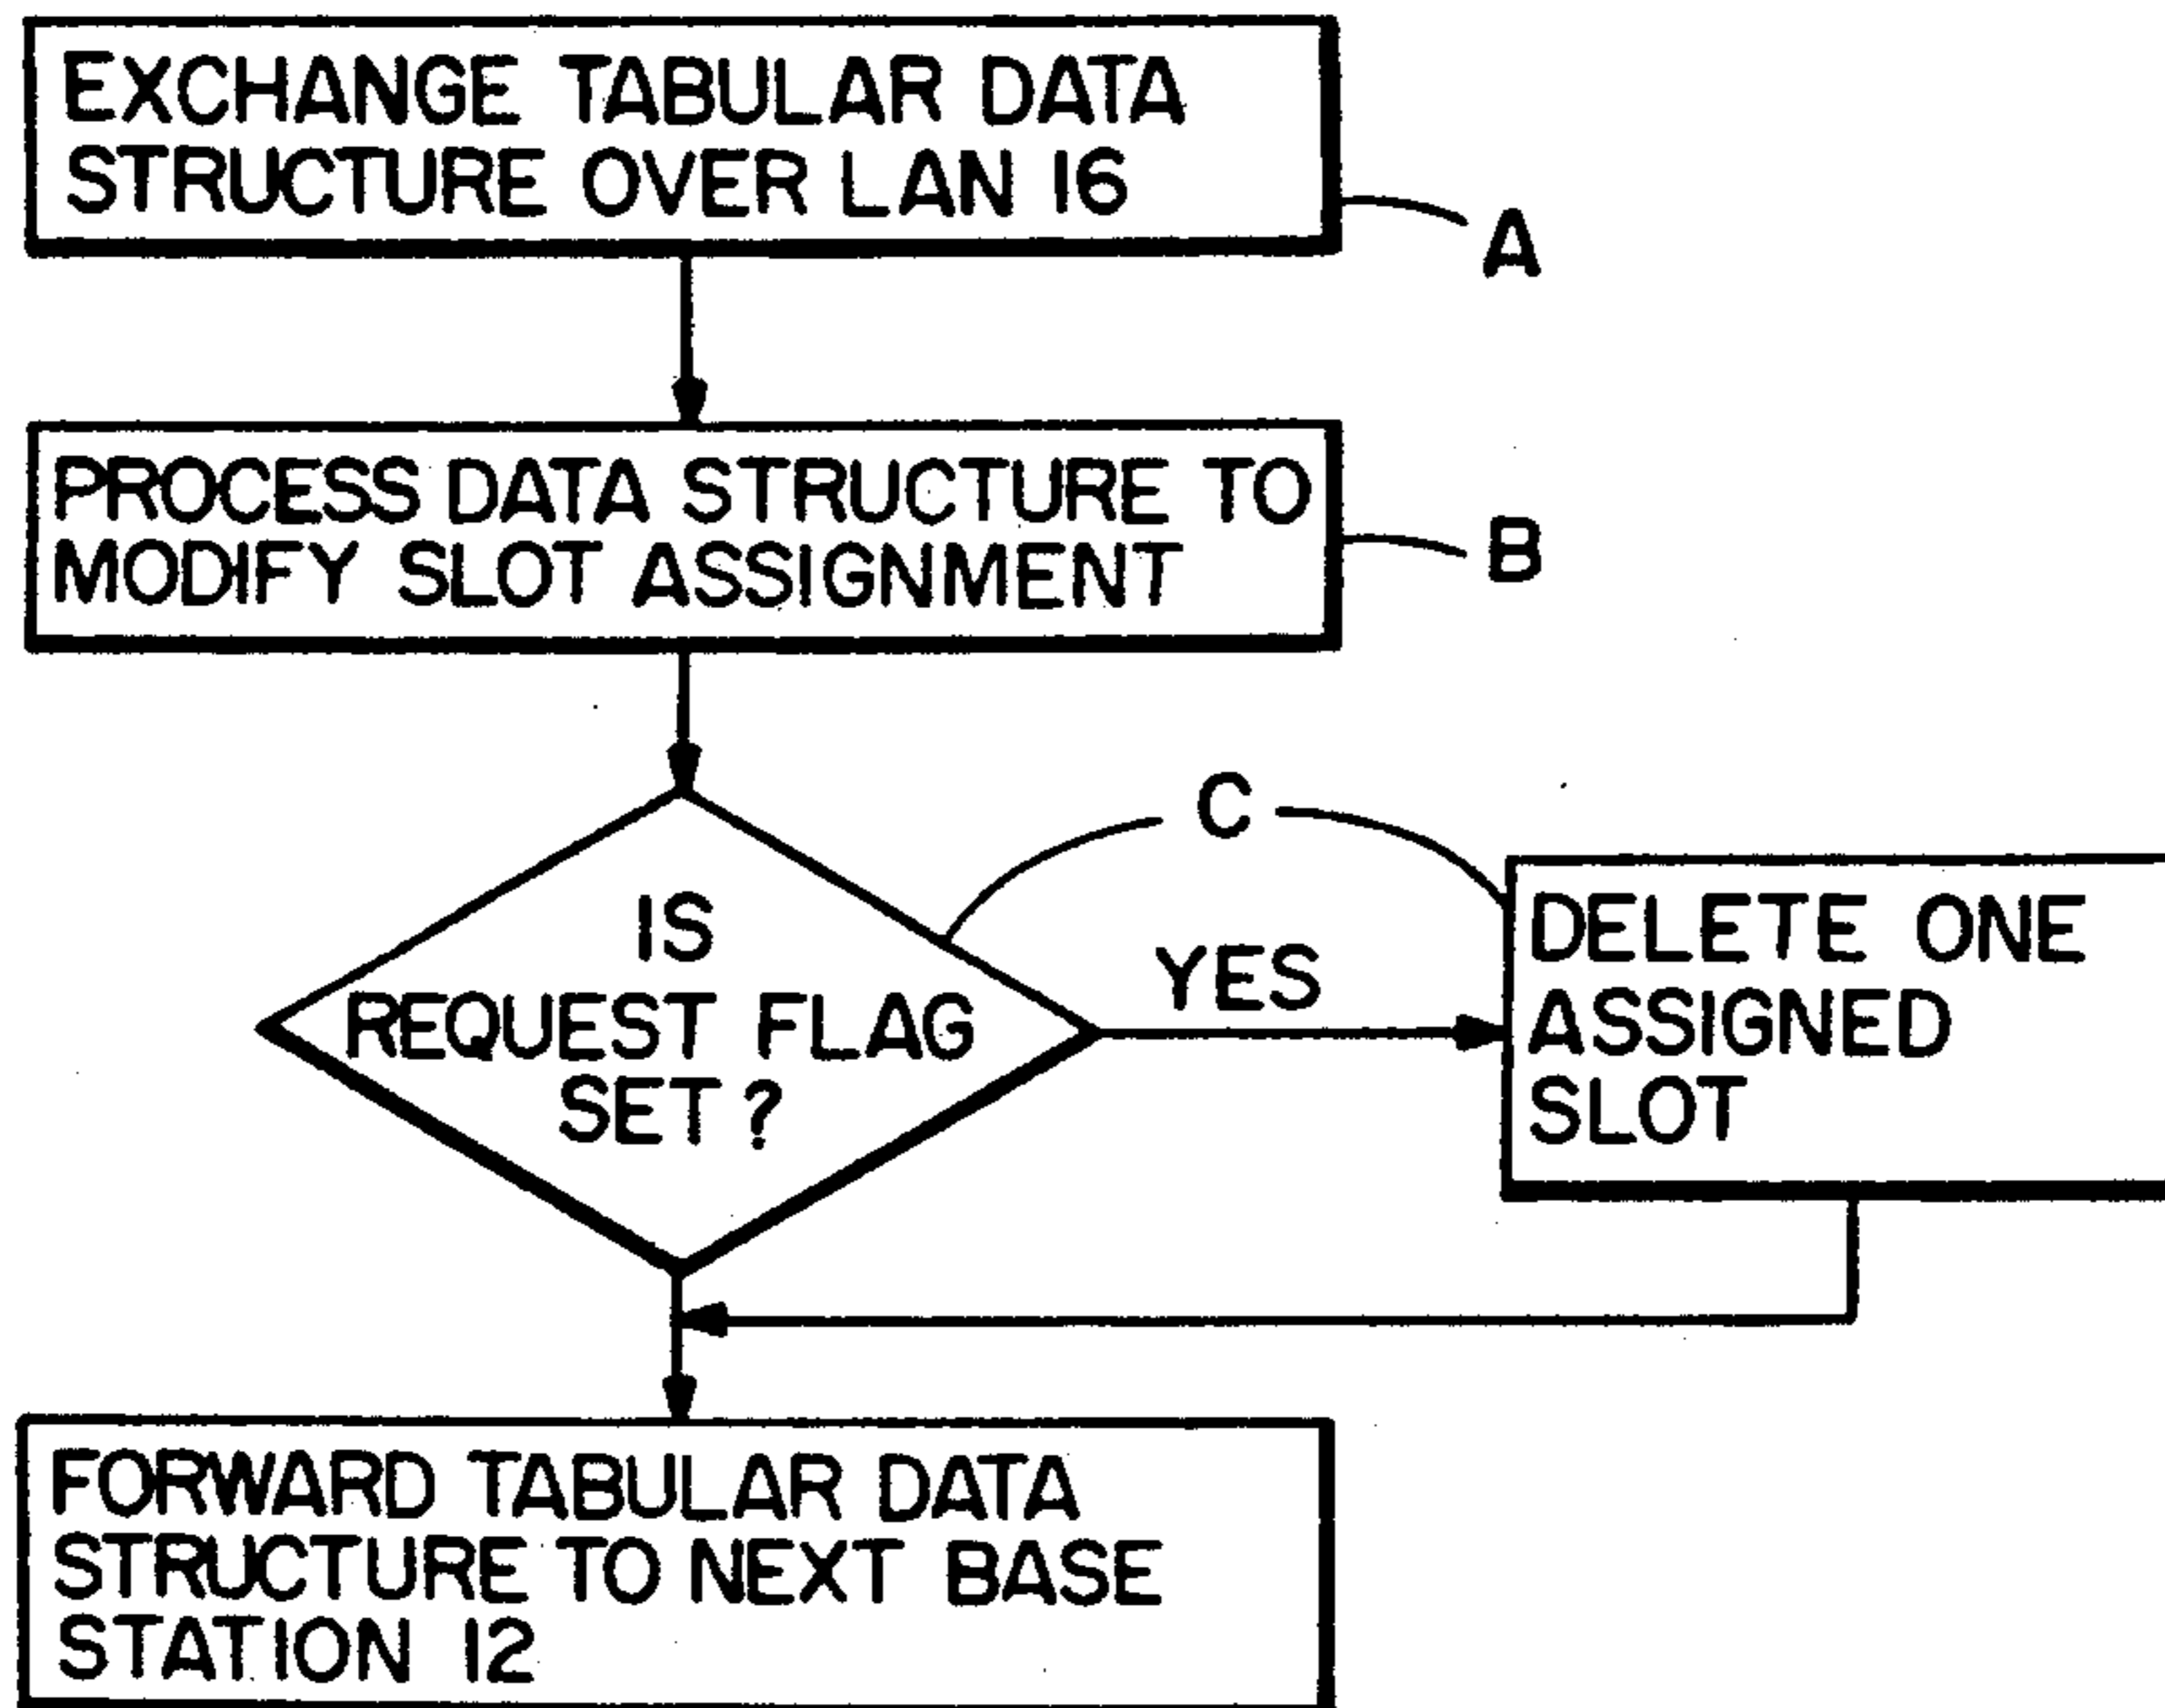 EXCHANGE TABULAR DATA
STRUCTURE OVER LAN 16
A
PROCESS DATA STRUCTURE TO
MODIFY SLOT ASSIGNMENT
B
C
IS
REQUEST FLAG
SET?
YES
DELETE ONE
ASSIGNED
SLOT
FORWARD TABULAR DATA
STRUCTURE TO NEXT BASE
STATION 12